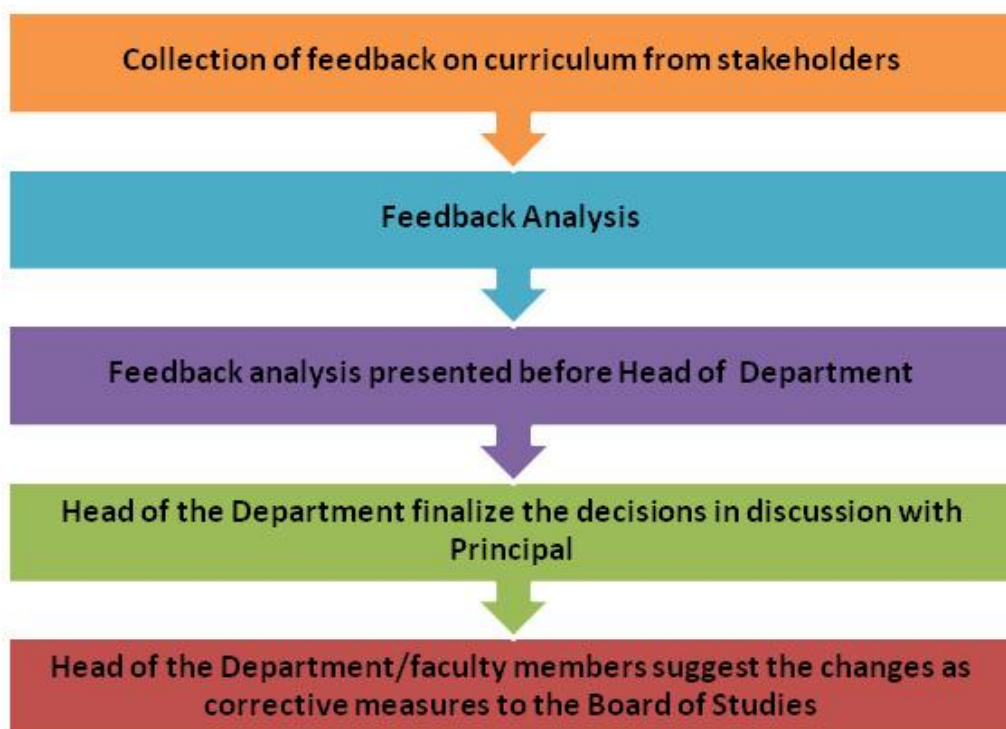 Collection of feedback on curriculum from stakeholders
Feedback Analysis
Feedback analysis presented before Head of Department
Head of the Department finalize the decisions in discussion with
Principal
Head of the Department/faculty members suggest the changes as
corrective measures to the Board of Studies